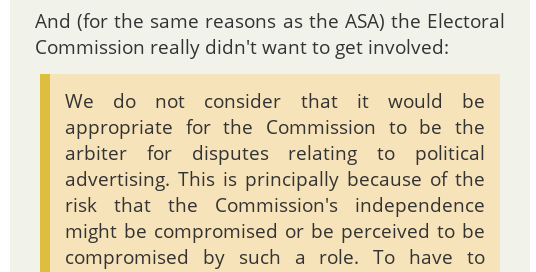 And (for the same reasons as the ASA) the Electoral
Commission really didn't want to get involved:
We do not consider that it would be
appropriate for the Commission to be the
arbiter for disputes relating to political
advertising. This is principally because of the
risk that the Commission's independence
might be compromised or be perceived to be
compromised by such a role. To have to